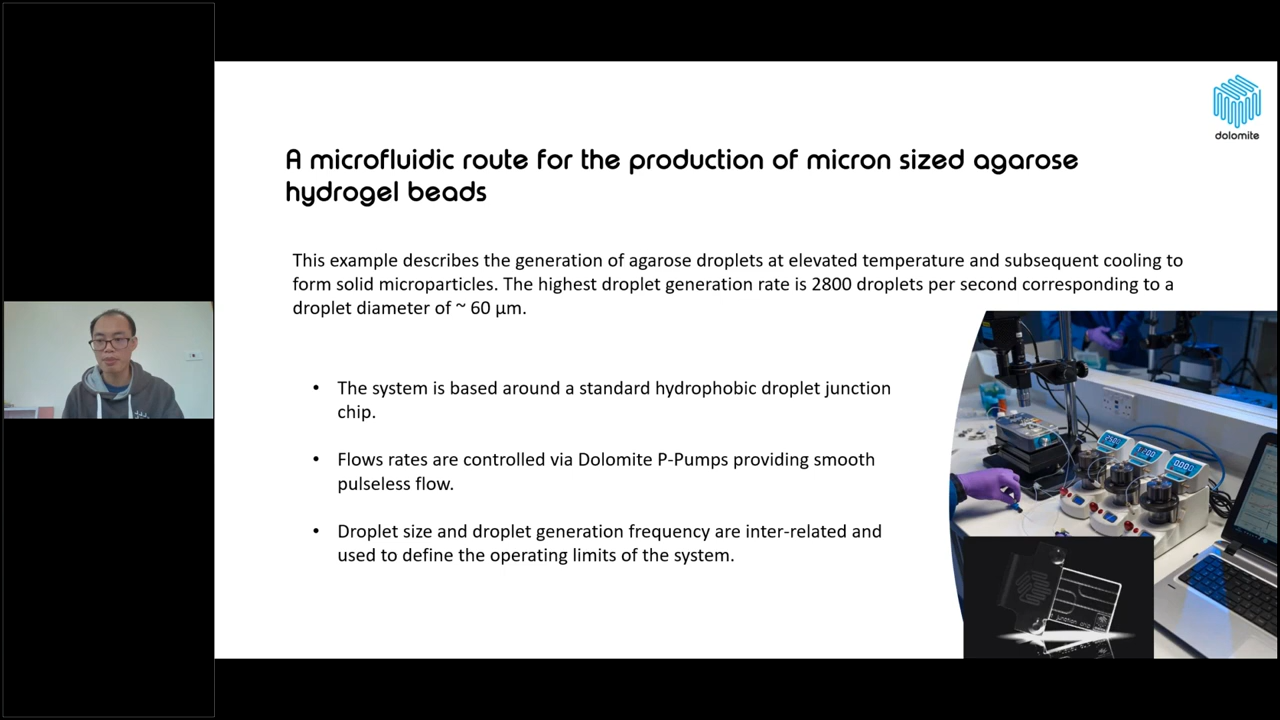 dolomite
A microfluidic route for the production of micron sized agarose
hydrogel beads
This example describes the generation of agarose droplets at elevated temperature and subsequent cooling to
form solid microparticles. The highest droplet generation rate is 2800 droplets per second corresponding to a
droplet diameter of ~ 60 µm.
• The system is based around a standard hydrophobic droplet junction
chip.
• Flows rates are controlled via Dolomite P-Pumps providing smooth
pulseless flow.
• Droplet size and droplet generation frequency are inter-related and
used to define the operating limits of the system.